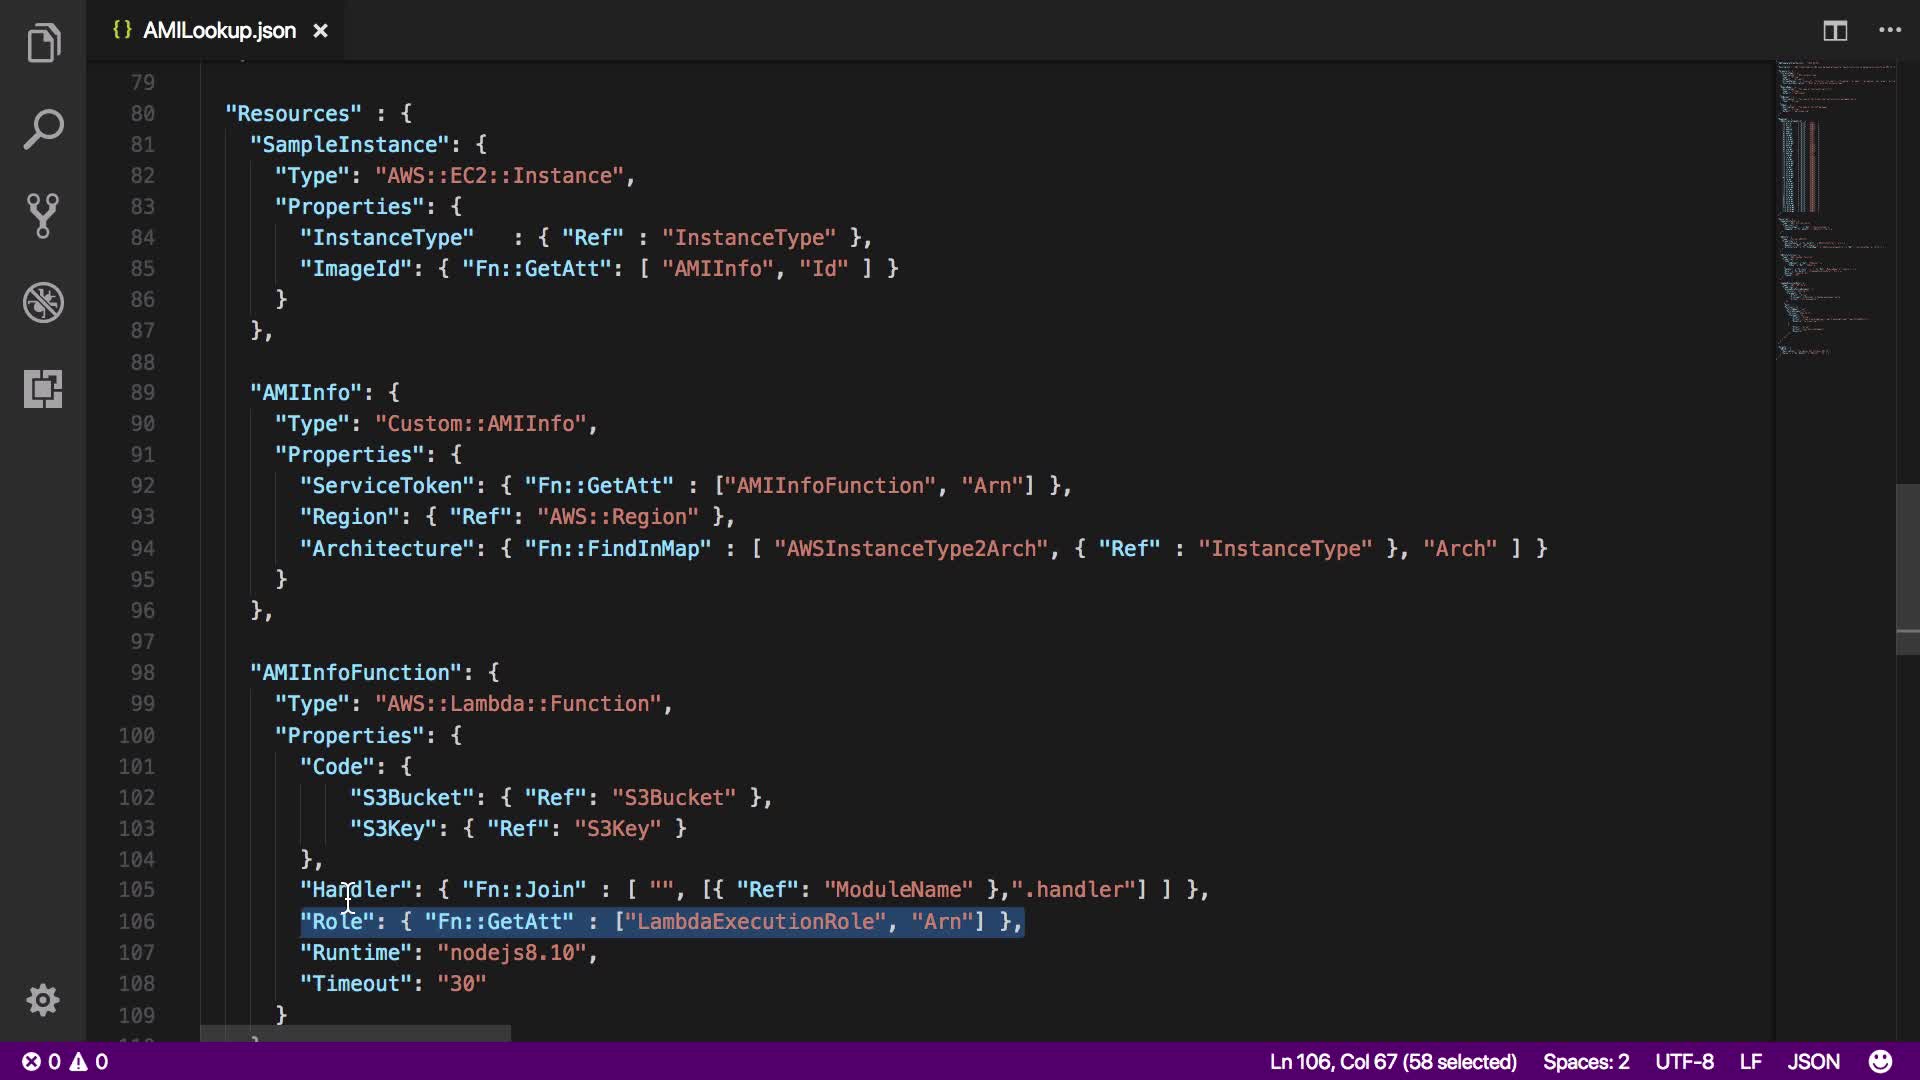 {} AMILookup.json ×
79
80 "Resources" : {
81 "SampleInstance": {
82 "Type": "AWS::EC2::Instance",
83 "Properties": {
84 "InstanceType"   : { "Ref" : "InstanceType" },
85 "ImageId": { "Fn::GetAtt": [ "AMIInfo", "Id" ] }
86 }
87 },
88
89 "AMIInfo": {
90 "Type": "Custom::AMIInfo",
91 "Properties": {
92 "ServiceToken": { "Fn::GetAtt" : ["AMIInfoFunction", "Arn"] },
93 "Region": { "Ref": "AWS::Region" },
94 "Architecture": { "Fn::FindInMap" : [ "AWSInstanceType2Arch", { "Ref" : "InstanceType" }, "Arch" ] }
95 }
96 },
97
98 "AMIInfoFunction": {
99 "Type": "AWS::Lambda::Function",
100 "Properties": {
101 "Code": {
102 "S3Bucket": { "Ref": "S3Bucket" },
103 "S3Key": { "Ref": "S3Key" }
104 },
105 "Handler": { "Fn::Join" : [ "", [{ "Ref": "ModuleName" },".handler"] ] },
106 "Role": { "Fn::GetAtt" : ["LambdaExecutionRole", "Arn"] },
107 "Runtime": "nodejs8.10",
108 "Timeout": "30"
109 }
0 0 Ln 106, Col 67 (58 selected) Spaces: 2 UTF-8 LF JSON